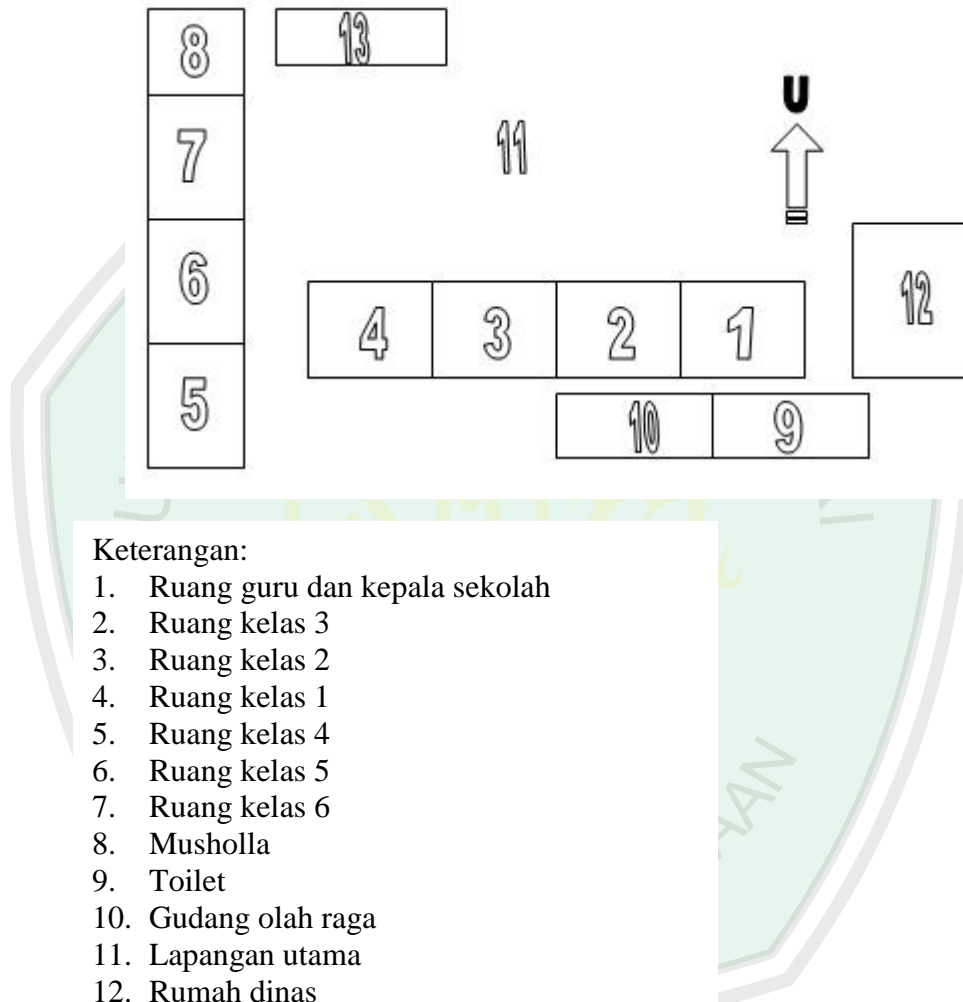 8 13
U
7 11
6 12
4 3 2 1
5 10 9
Keterangan:
1. Ruang guru dan kepala sekolah
2. Ruang kelas 3
3. Ruang kelas 2
4. Ruang kelas 1
5. Ruang kelas 4
6. Ruang kelas 5
7. Ruang kelas 6
8. Musholla
9. Toilet
10. Gudang olah raga
11. Lapangan utama
12. Rumah dinas